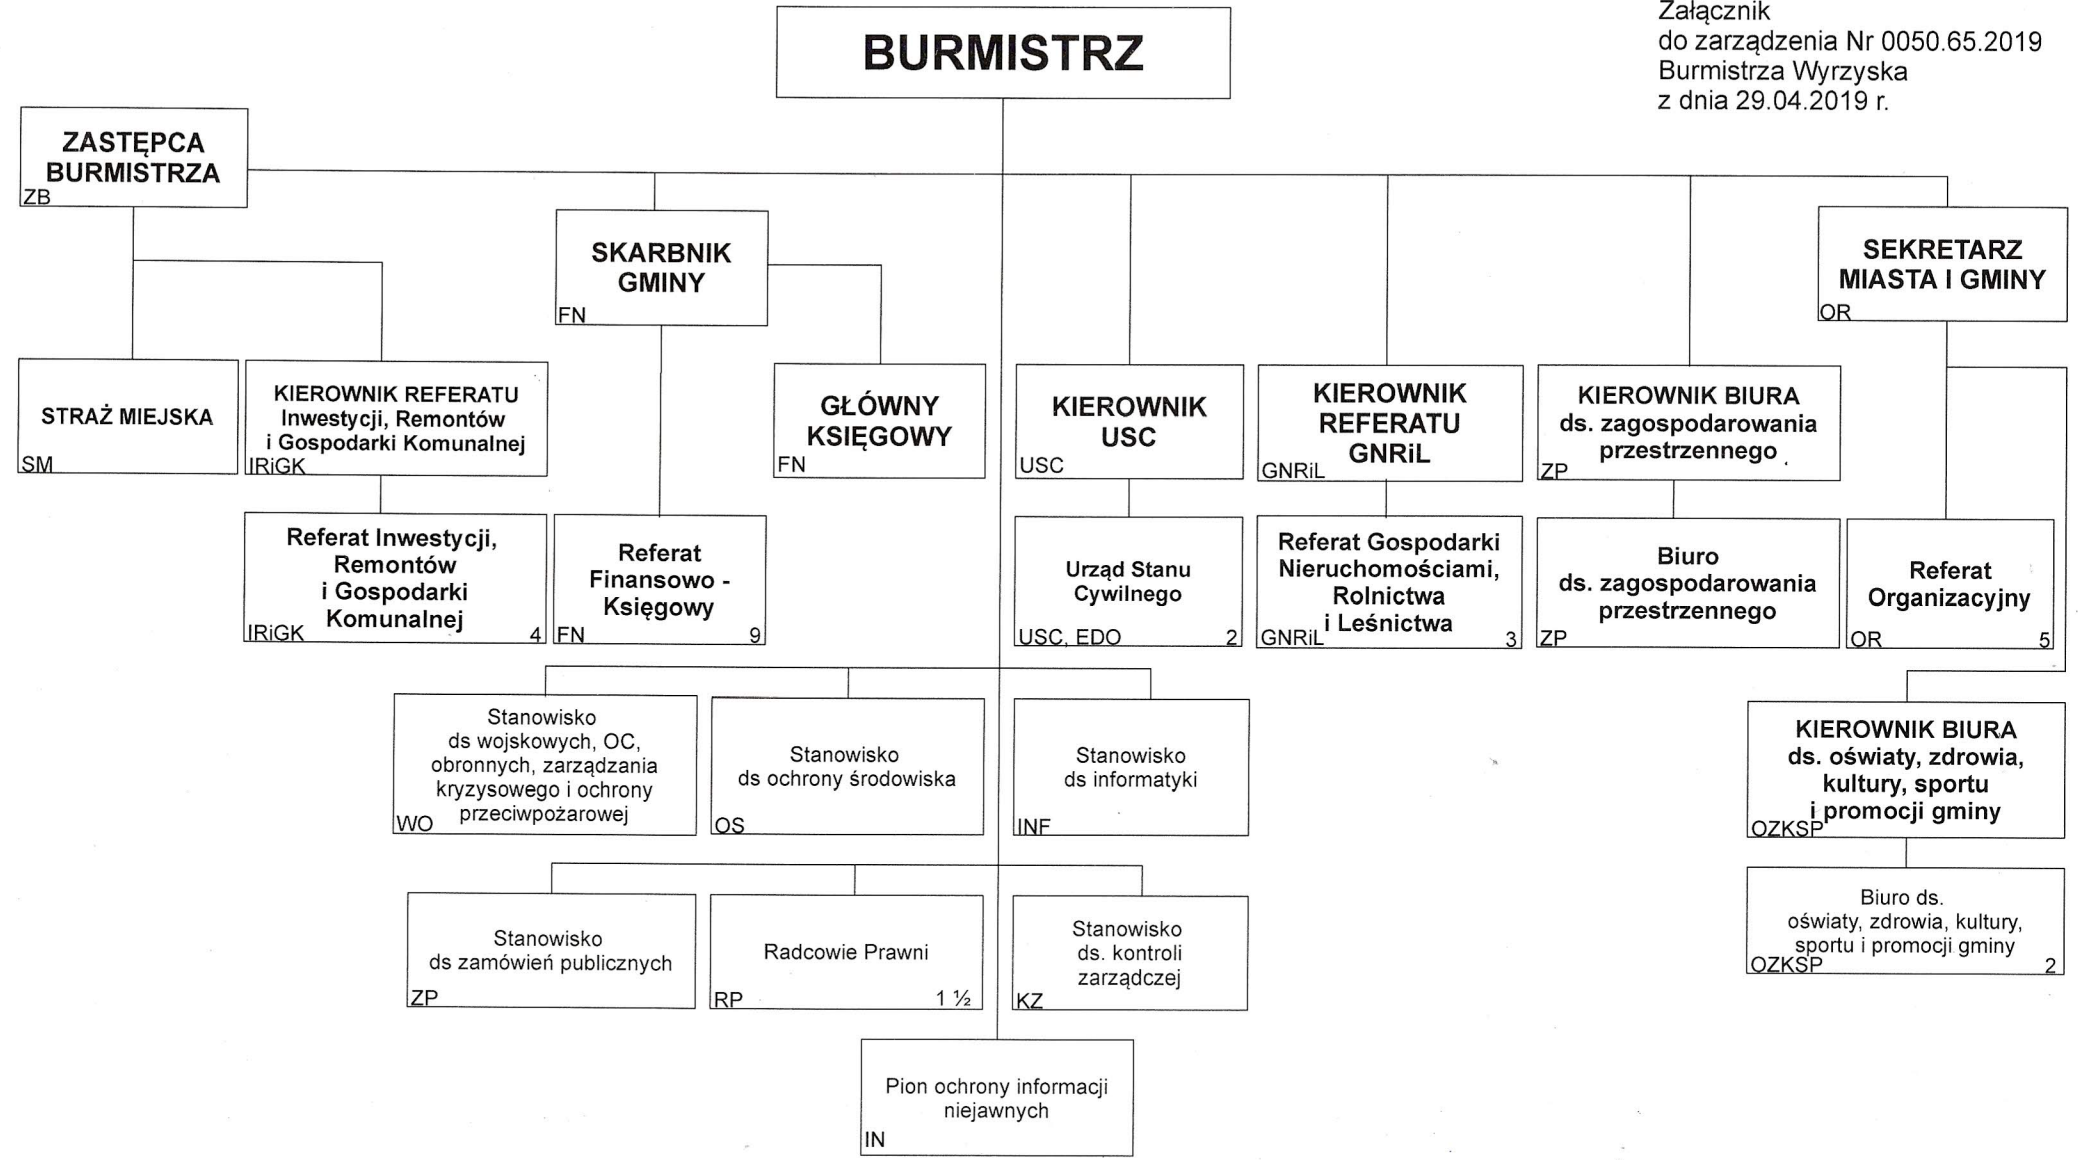 Załącznik
do zarządzenia Nr 0050.65.2019
Burmistrza Wyrzyska
z dnia 29.04.2019 r.
BURMISTRZ
ZASTĘPCA
BURMISTRZA
ZB
SKARBNIK
GMINY
FN
SEKRETARZ
MIASTA I GMINY
OR
STRAŻ MIEJSKA
SM
KIEROWNIK REFERATU
Inwestycji, Remontów
i Gospodarki Komunalnej
IRiGK
GŁÓWNY
KSIĘGOWY
FN
KIEROWNIK
USC
USC
KIEROWNIK
REFERATU
GNRiL
GNRiL
KIEROWNIK BIURA
ds. zagospodarowania
przestrzennego
ZP
Referat Inwestycji,
Remontów
i Gospodarki
Komunalnej
IRiGK 4
Referat
Finansowo -
Księgowy
FN 9
Urząd Stanu
Cywilnego
USC, EDO 2
Referat Gospodarki
Nieruchomościami,
Rolnictwa
i Leśnictwa
GNRiL 3
Biuro
ds. zagospodarowania
przestrzennego
ZP
Referat
Organizacyjny
OR 5
Stanowisko
ds wojskowych, OC,
obronnych, zarządzania
kryzysowego i ochrony
przeciwpożarowej
WO
Stanowisko
ds ochrony środowiska
OS
Stanowisko
ds informatyki
INF
KIEROWNIK BIURA
ds. oświaty, zdrowia,
kultury, sportu
i promocji gminy
OZKSP
Stanowisko
ds zamówień publicznych
ZP
Radcowie Prawni
RP 1 ½
Stanowisko
ds. kontroli
zarządczej
KZ
Biuro ds.
oświaty, zdrowia, kultury,
sportu i promocji gminy
OZKSP 2
Pion ochrony informacji
niejawnych
IN